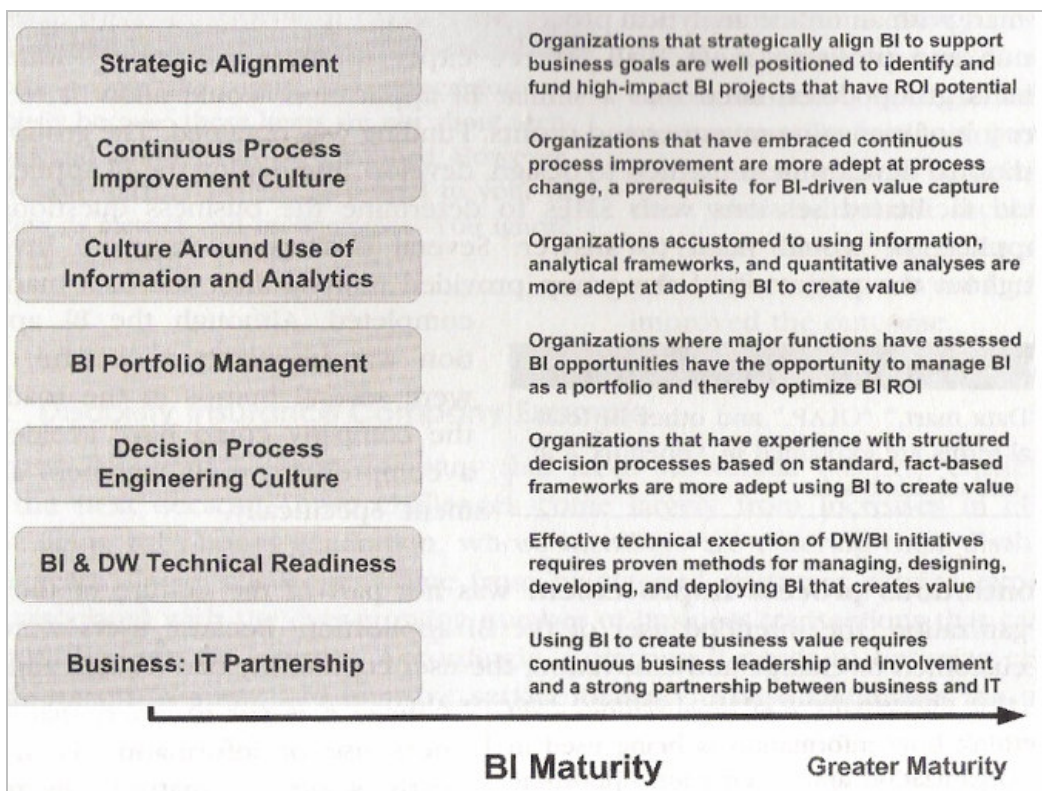 Strategic Alignment
Organizations that strategically align BI to support
business goals are well positioned to identify and
fund high-impact BI projects that have ROI potential
Continuous Process
Improvement Culture
Organizations that have embraced continuous
process improvement are more adept at process
change, a prerequisite for BI-driven value capture
Culture Around Use of
Information and Analytics
Organizations accustomed to using information,
analytical frameworks, and quantitative analyses are
more adept at adopting BI to create value
BI Portfolio Management
Organizations where major functions have assessed
BI opportunities have the opportunity to manage BI
as a portfolio and thereby optimize BI ROI
Decision Process
Engineering Culture
Organizations that have experience with structured
decision processes based on standard, fact-based
frameworks are more adept using BI to create value
BI & DW Technical Readiness
Effective technical execution of DW/BI initiatives
requires proven methods for managing, designing,
developing, and deploying BI that creates value
Business: IT Partnership
Using BI to create business value requires
continuous business leadership and involvement
and a strong partnership between business and IT
BI Maturity
Greater Maturity